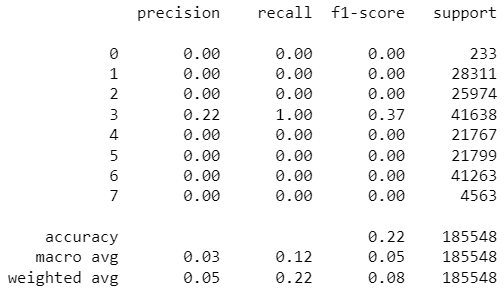 precision recall f1-score support
0 0.00 0.00 0.00 233
1 0.00 0.00 0.00 28311
2 0.00 0.00 0.00 25974
3 0.22 1.00 0.37 41638
4 0.00 0.00 0.00 21767
5 0.00 0.00 0.00 21799
6 0.00 0.00 0.00 41263
7 0.00 0.00 0.00 4563
accuracy 0.22 185548
macro avg 0.03 0.12 0.05 185548
weighted avg 0.05 0.22 0.08 185548